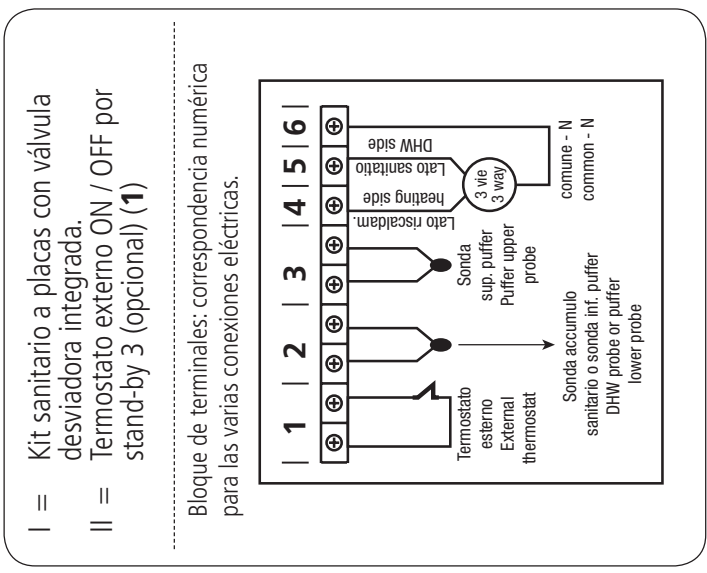 I = Kit sanitario a placas con válvula
desviadora integrada.
II = Termostato externo ON / OFF por
stand-by 3 (opcional) (1)
Bloque de terminales: correspondencia numérica
para las varias conexiones eléctricas.
1 2 3 4 5 6
Termostato
esterno
External
thermostat
Sonda accumulo
sanitario o sonda inf. puffer
DHW probe or puffer
lower probe
Sonda
sup. puffer
Puffer upper
probe
Lato riscaldam.
heating side
Lato sanitatio
DHW side
3 vie
3 way
comune - N
common - N